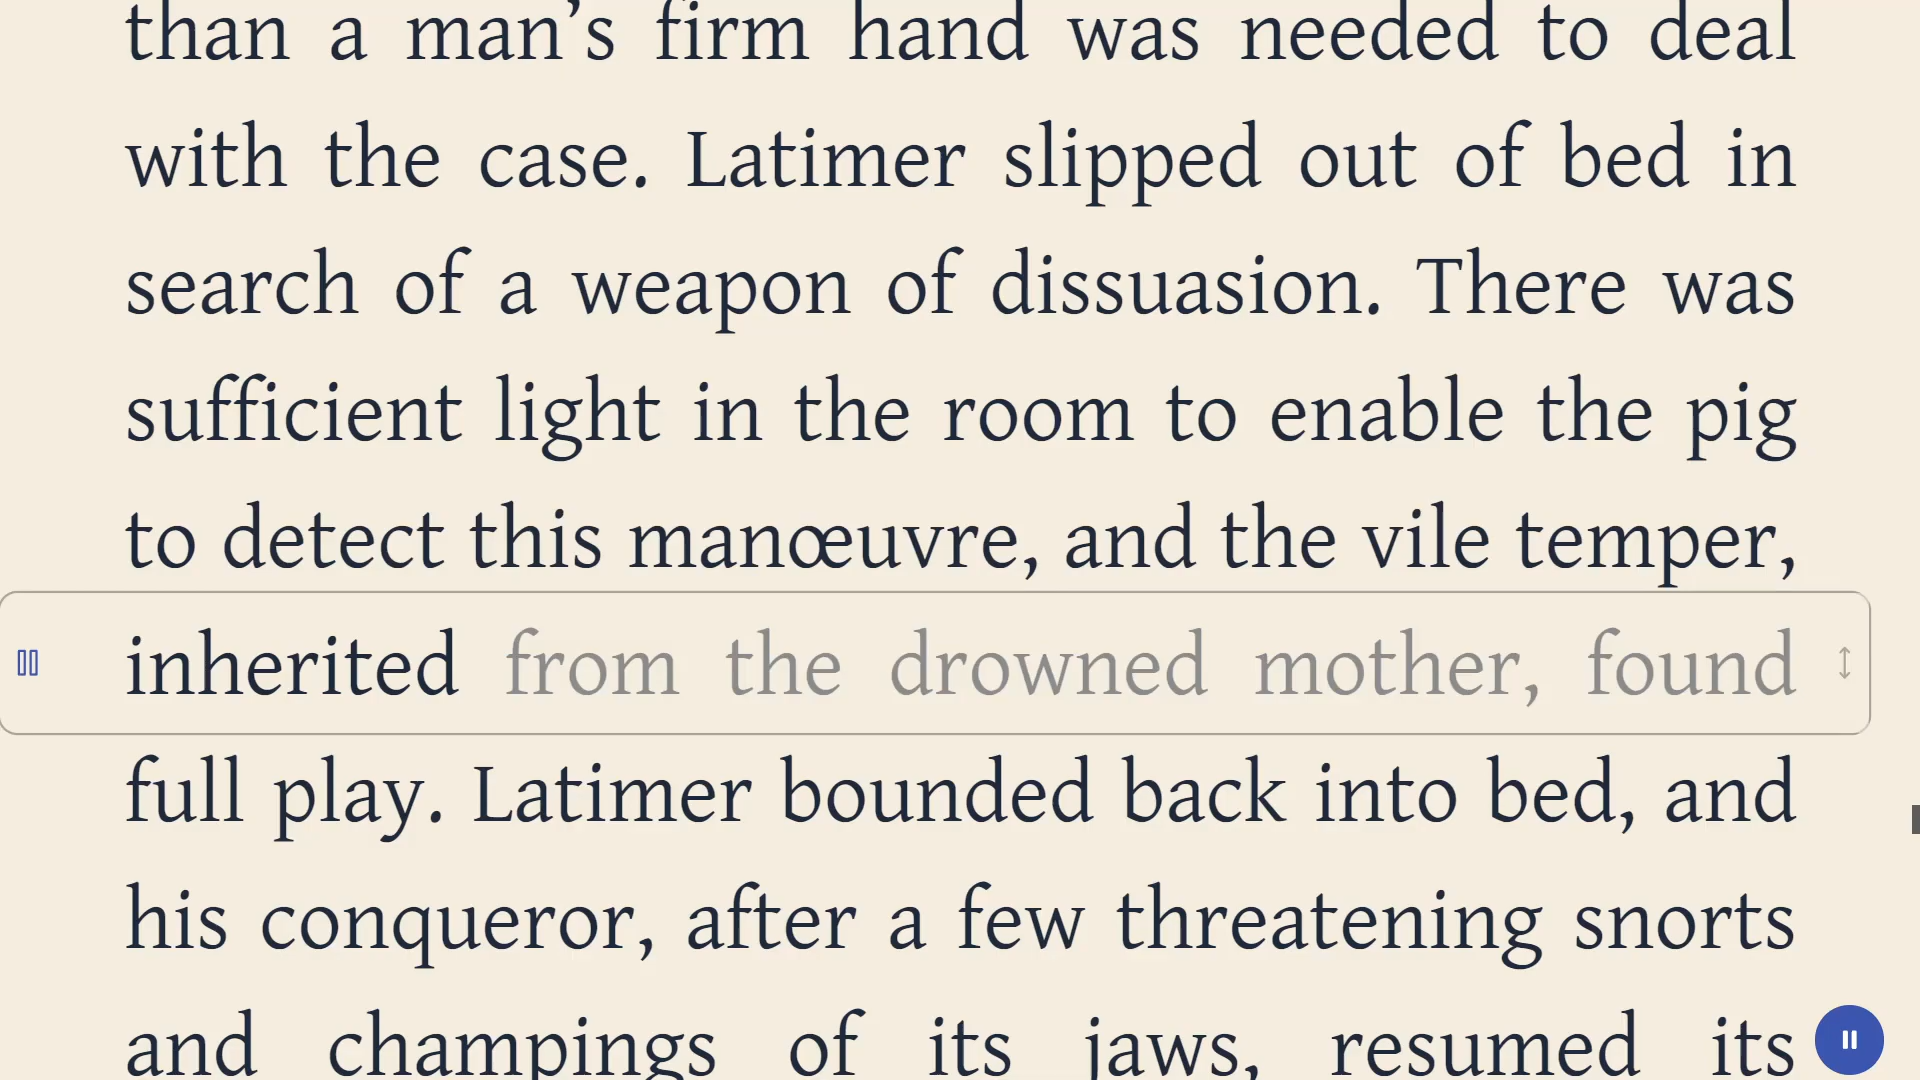 than a man’s firm hand was needed to deal
with the case. Latimer slipped out of bed in
search of a weapon of dissuasion. There was
sufficient light in the room to enable the pig
to detect this manœuvre, and the vile temper,
inherited from the drowned mother, found
full play. Latimer bounded back into bed, and
his conqueror, after a few threatening snorts
and champings of its jaws, resumed its